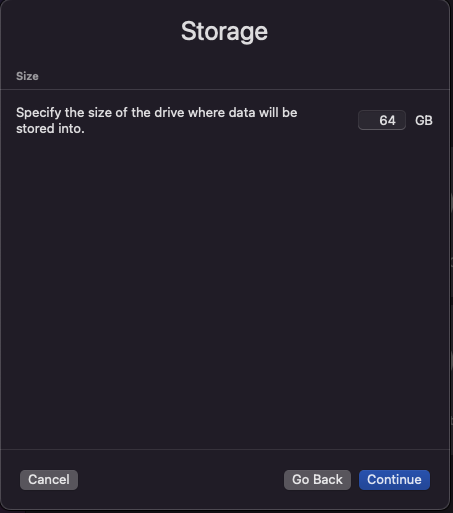 Storage
Size
Specify the size of the drive where data will be
stored into.
64 GB
Cancel
Go Back
Continue